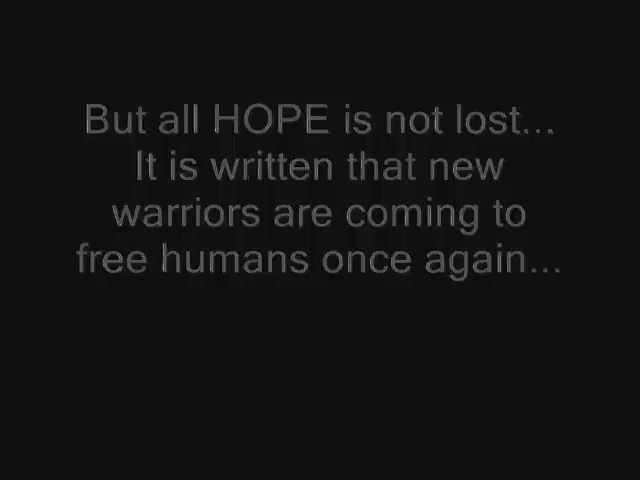 But all HOPE is not lost...
It is written that new
warriors are coming to
free humans once again...